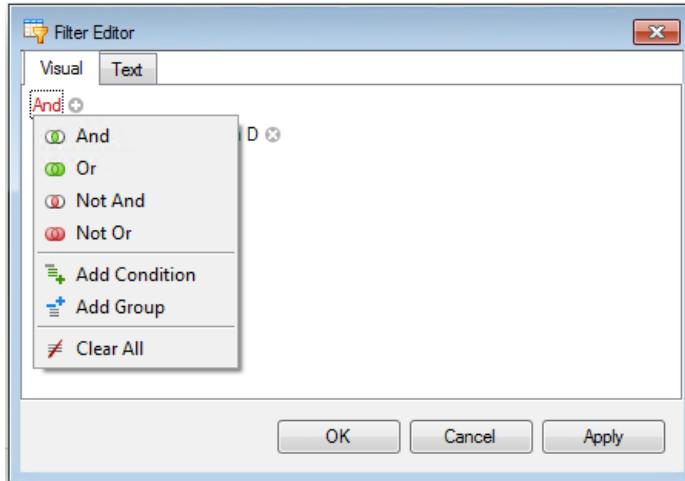 Filter Editor
Visual Text
And
And
D
Or
Not And
Not Or
Add Condition
Add Group
Clear All
OK Cancel Apply